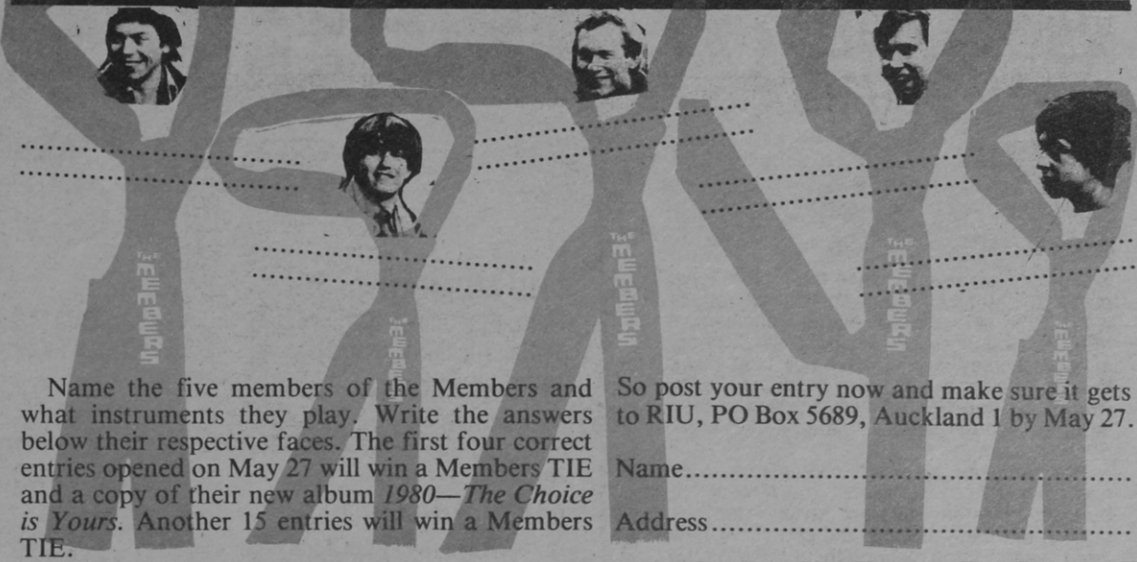 THE MEMBERS
THE MEMBERS
THE MEMBERS
THE MEMBERS
THE MEMBERS
Name the five members of the Members and
what instruments they play. Write the answers
below their respective faces. The first four correct
entries opened on May 27 will win a Members TIE
and a copy of their new album 1980—The Choice
is Yours. Another 15 entries will win a Members
TIE.
So post your entry now and make sure it gets
to RIU, PO Box 5689, Auckland 1 by May 27.
Name
Address